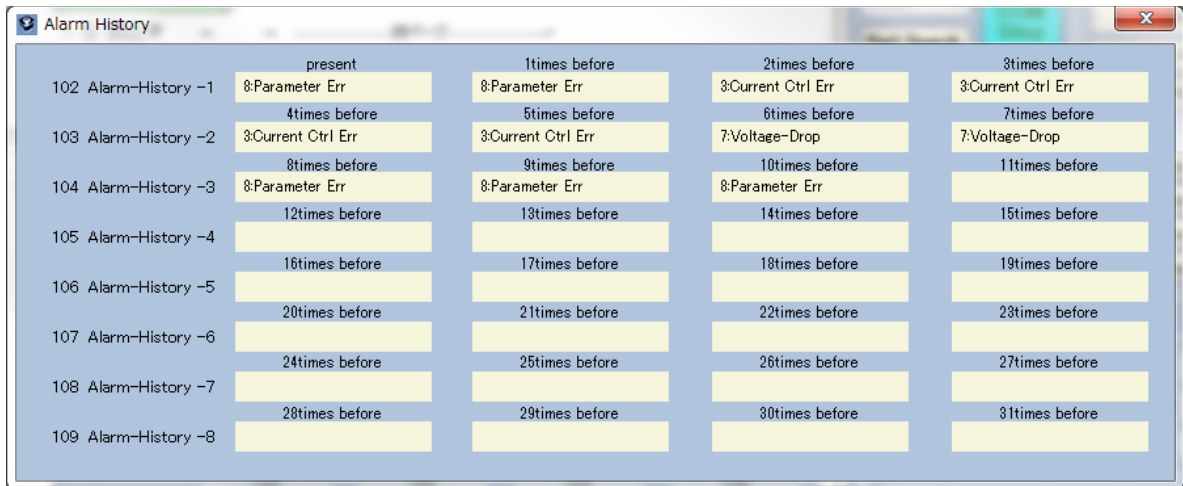 Alarm History
present 1times before 2times before 3times before
102 Alarm-History -1 8:Parameter Err 8:Parameter Err 3:Current Ctrl Err 3:Current Ctrl Err
4times before 5times before 6times before 7times before
103 Alarm-History -2 3:Current Ctrl Err 3:Current Ctrl Err 7:Voltage-Drop 7:Voltage-Drop
8times before 9times before 10times before 11times before
104 Alarm-History -3 8:Parameter Err 8:Parameter Err 8:Parameter Err
12times before 13times before 14times before 15times before
105 Alarm-History -4
16times before 17times before 18times before 19times before
106 Alarm-History -5
20times before 21times before 22times before 23times before
107 Alarm-History -6
24times before 25times before 26times before 27times before
108 Alarm-History -7
28times before 29times before 30times before 31times before
109 Alarm-History -8